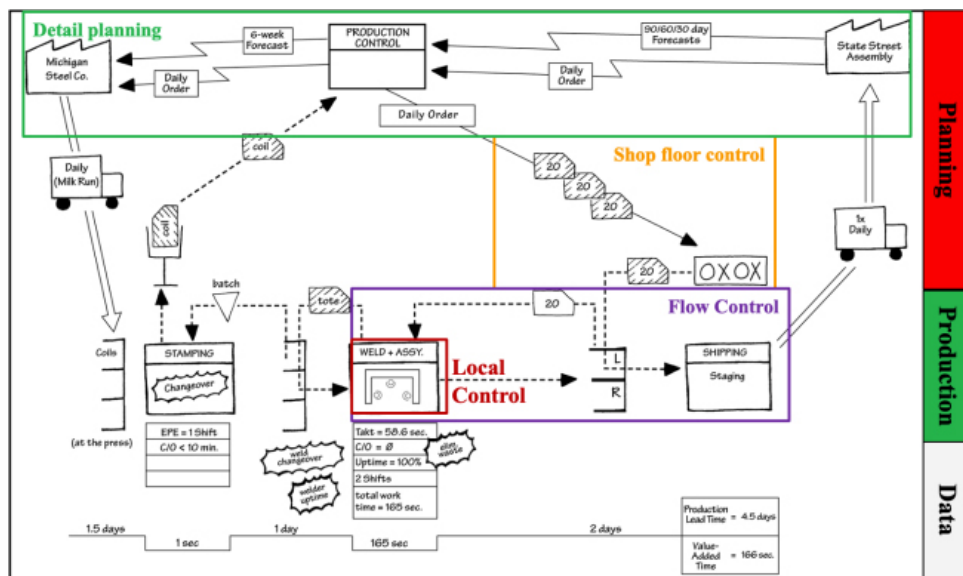 Detail planning
Michigan
Steel Co.
6-week
Forecast
Daily
Order
PRODUCTION
CONTROL
90/60/30 day
Forecasts
Daily
Order
State Street
Assembly
Daily Order
Planning
Daily
(Milk Run)
coil
coil
20
20
20
Shop floor control
1x
Daily
20
OXOX
batch
tote
20
Flow Control
Coils
(at the press)
STAMPING
Changeover
WELD + ASSY.
Local
Control
L
R
SHIPPING
Staging
Production
EPE = 1 Shift
C/O < 10 min.
weld
changeover
welder
uptime
Takt = 58.6 sec.
C/O = Ø
Uptime = 100%
2 Shifts
total work
time = 165 sec.
elim.
waste
Data
1.5 days
1 sec
1 day
165 sec
2 days
Production
Lead Time = 4.5 days
Value-
Added = 166 sec.
Time